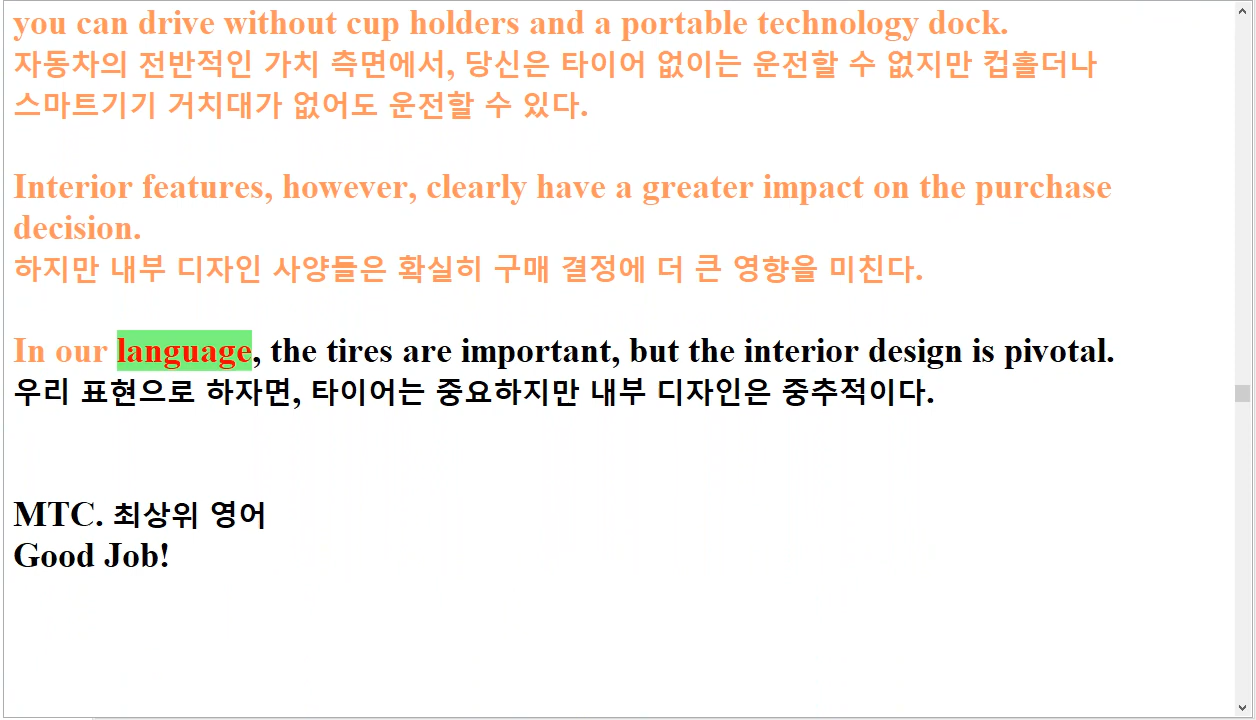 you can drive without cup holders and a portable technology dock.
자동차의 전반적인 가치 측면에서, 당신은 타이어 없이는 운전할 수 없지만 컵홀더나
스마트기기 거치대가 없어도 운전할 수 있다.
Interior features, however, clearly have a greater impact on the purchase
decision.
하지만 내부 디자인 사양들은 확실히 구매 결정에 더 큰 영향을 미친다.
In our language, the tires are important, but the interior design is pivotal.
우리 표현으로 하자면, 타이어는 중요하지만 내부 디자인은 중추적이다.
MTC. 최상위 영어
Good Job!